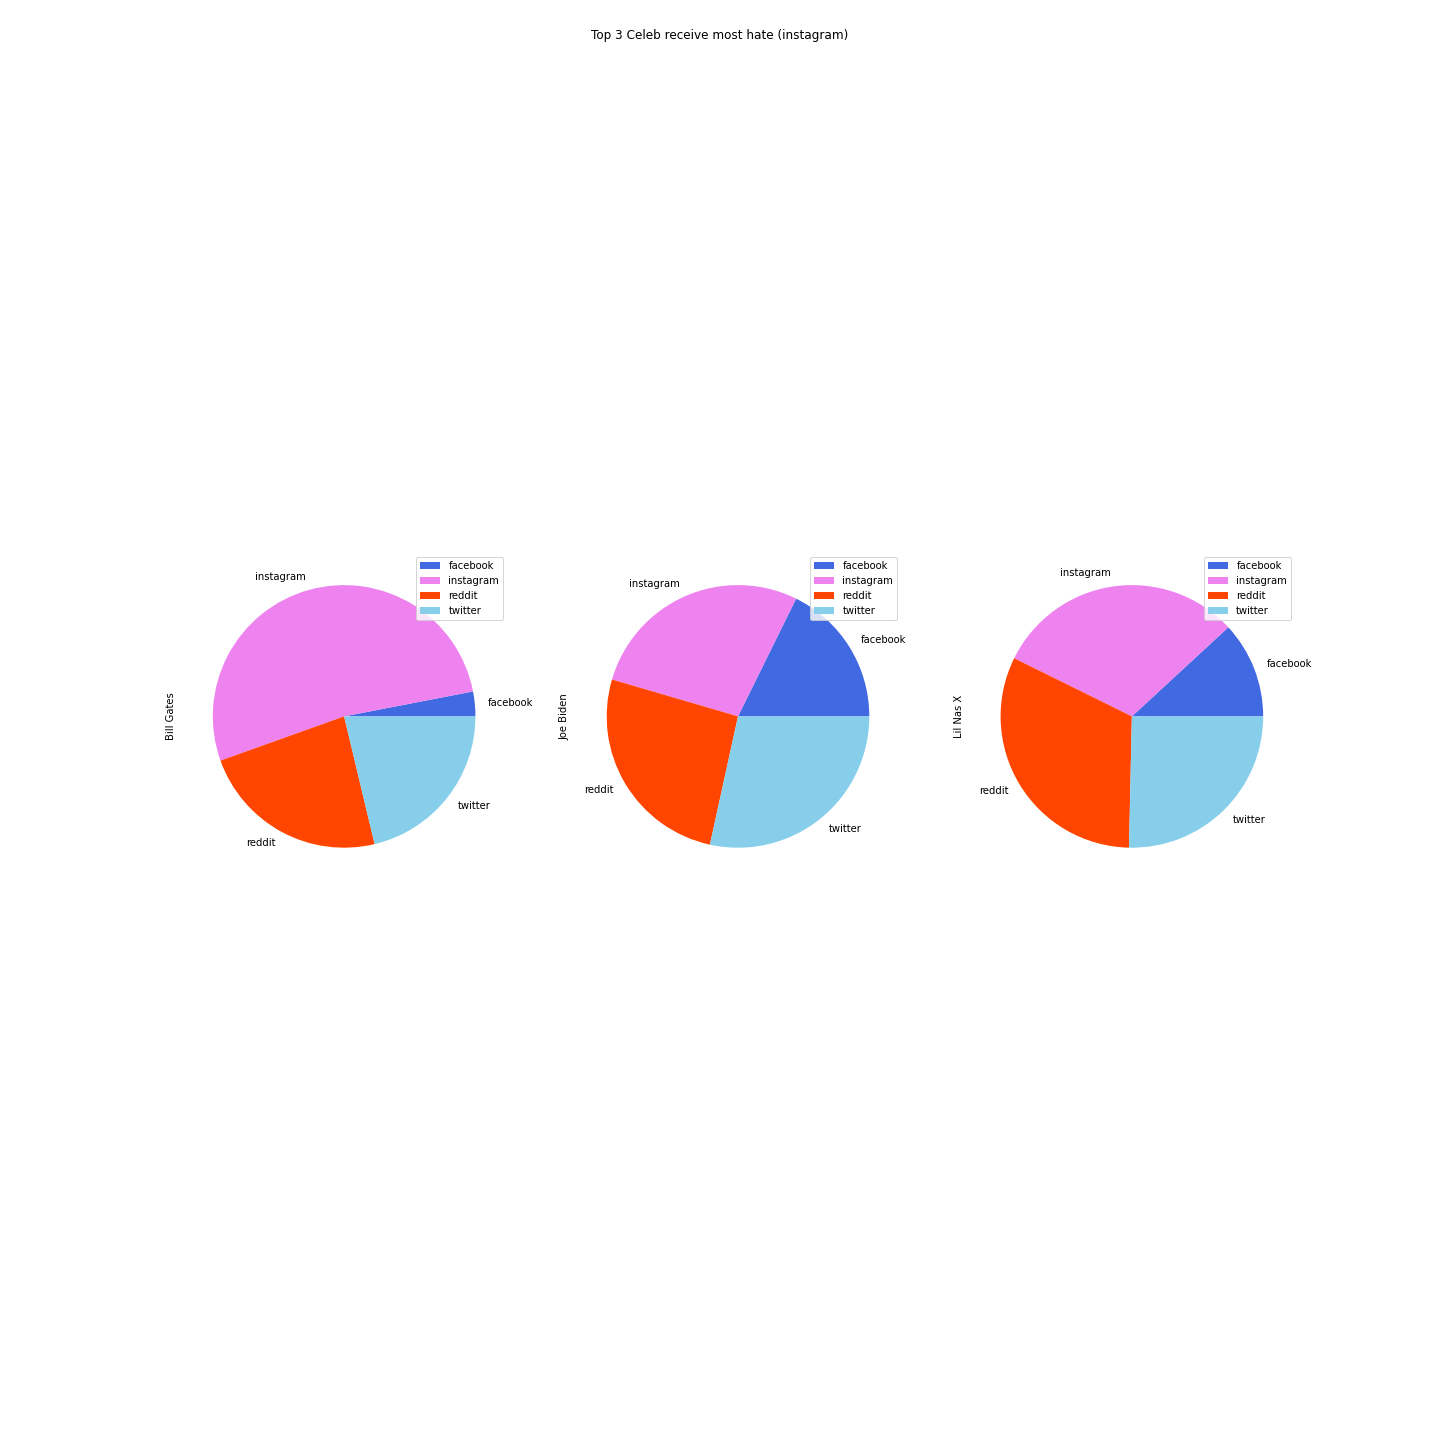 Top 3 Celeb receive most hate (instagram)
Bill Gates
instagram
facebook
reddit
twitter
facebook
instagram
reddit
twitter
Joe Biden
instagram
facebook
reddit
twitter
facebook
instagram
reddit
twitter
Lil Nas X
instagram
facebook
reddit
twitter
facebook
instagram
reddit
twitter